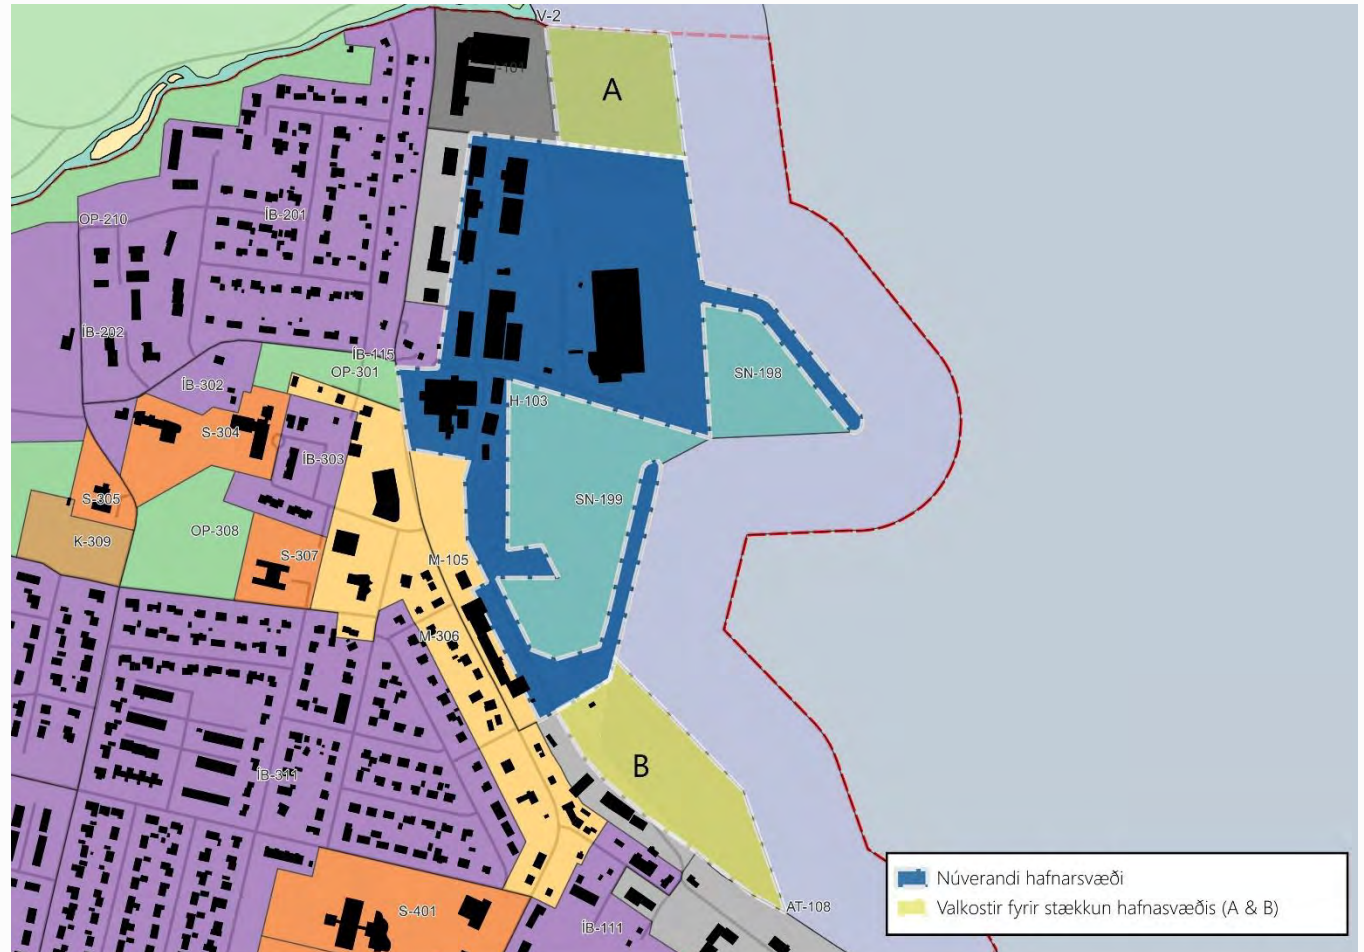 V-2
I-101
A
OP-210
ÍB-201
ÍB-202
ÍB-115
OP-301
ÍB-302
SN-198
H-103
S-304
ÍB-303
S-305
SN-199
OP-308
K-309
S-307
M-105
M-306
B
ÍB-311
Núverandi hafnarsvæði
Valkostir fyrir stækkun hafnasvæðis (A & B)
S-401
AT-108
ÍB-111